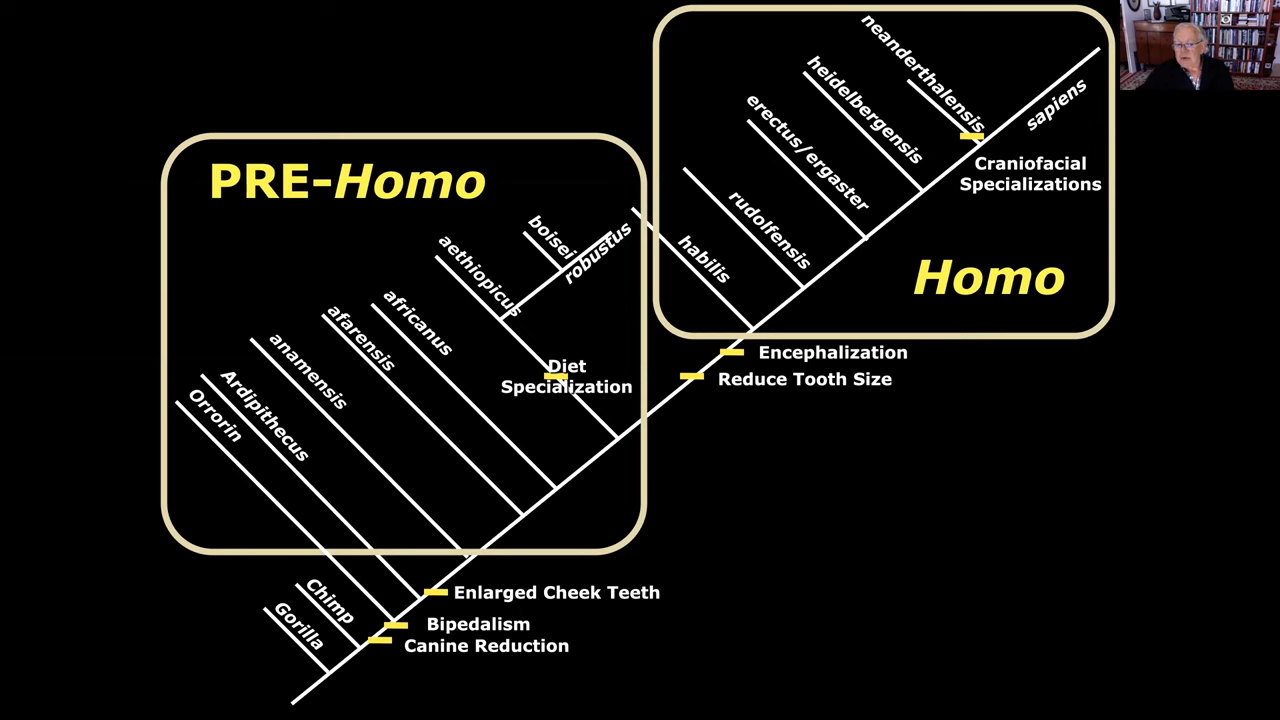 neanderthalensis
heidelbergensis
erectus/ergaster
sapiens
Craniofacial
Specializations
rudolfensis
habilis
Homo
PRE-Homo
boisei
robustus
aethiopicus
africanus
afarensis
anamensis
Ardipithecus
Orrorin
Diet
Specialization
Encephalization
Reduce Tooth Size
Enlarged Cheek Teeth
Bipedalism
Canine Reduction
Chimp
Gorilla